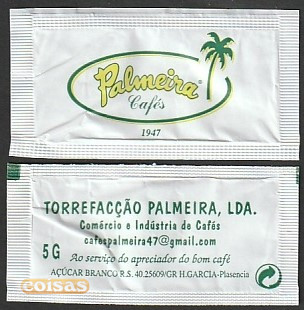 Palmeira®
Cafés
1947
TORREFACÇÃO PALMEIRA, LDA.
Comércio e Indústria de Cafés
cafespalmeira47@gmail.com
5 G
Ao serviço do apreciador do bom café
AÇÚCAR BRANCO R.S. 40.25609/GR H.GARCIA-Plasencia
coisas